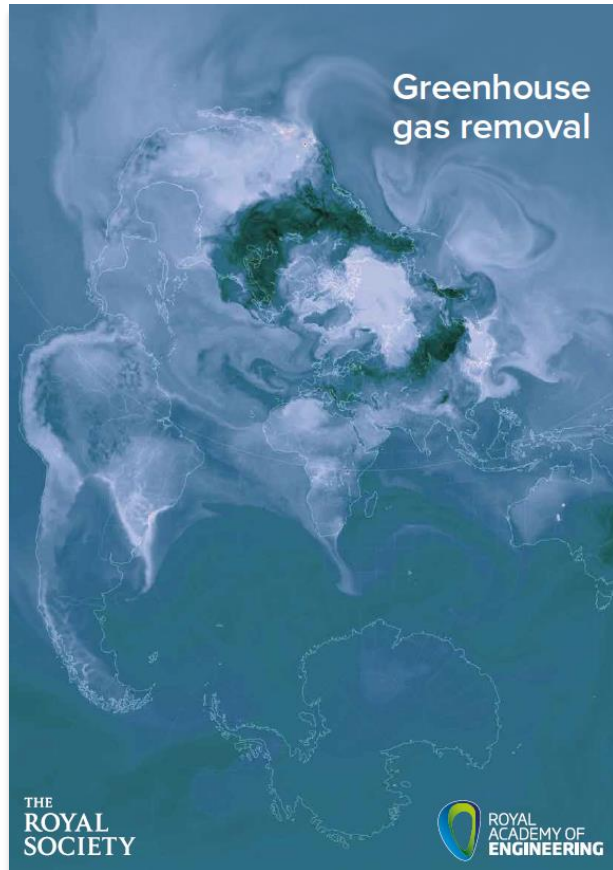 Greenhouse
gas removal
THE
ROYAL
SOCIETY
ROYAL
ACADEMY OF
ENGINEERING